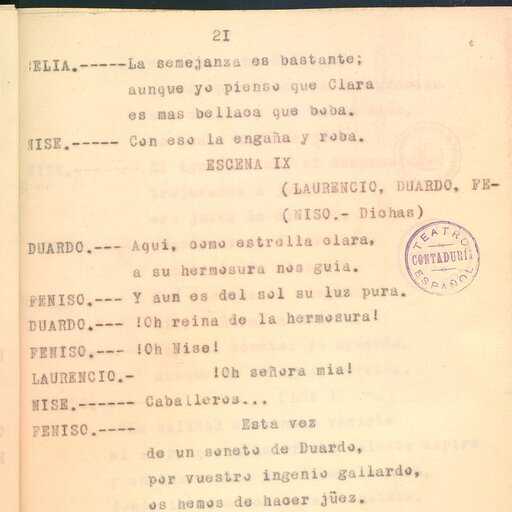 21
CELIA.-----La semejanza es bastante;
aunque yo pienso que Clara
es mas bellaca que boba.
NISE.----- Con eso la engaña y roba.
ESCENA IX
(LAURENCIO, DUARDO, FE-
(NISO.- Dichas)
DUARDO.--- Aqui, como estrella clara,
a su hermosura nos guia.
FENISO.--- Y aun es del sol su luz pura.
DUARDO.--- !Oh reina de la hermosura!
FENISO.--- !Oh Nise!
LAURENCIO.- !Oh señora mia!
NISE.------ Caballeros...
FENISO.---- Esta vez
de un soneto de Duardo,
por vuestro ingenio gallardo,
os hemos de hacer jüez.
TEATRO
CONTADURÍA
ESPAÑOL